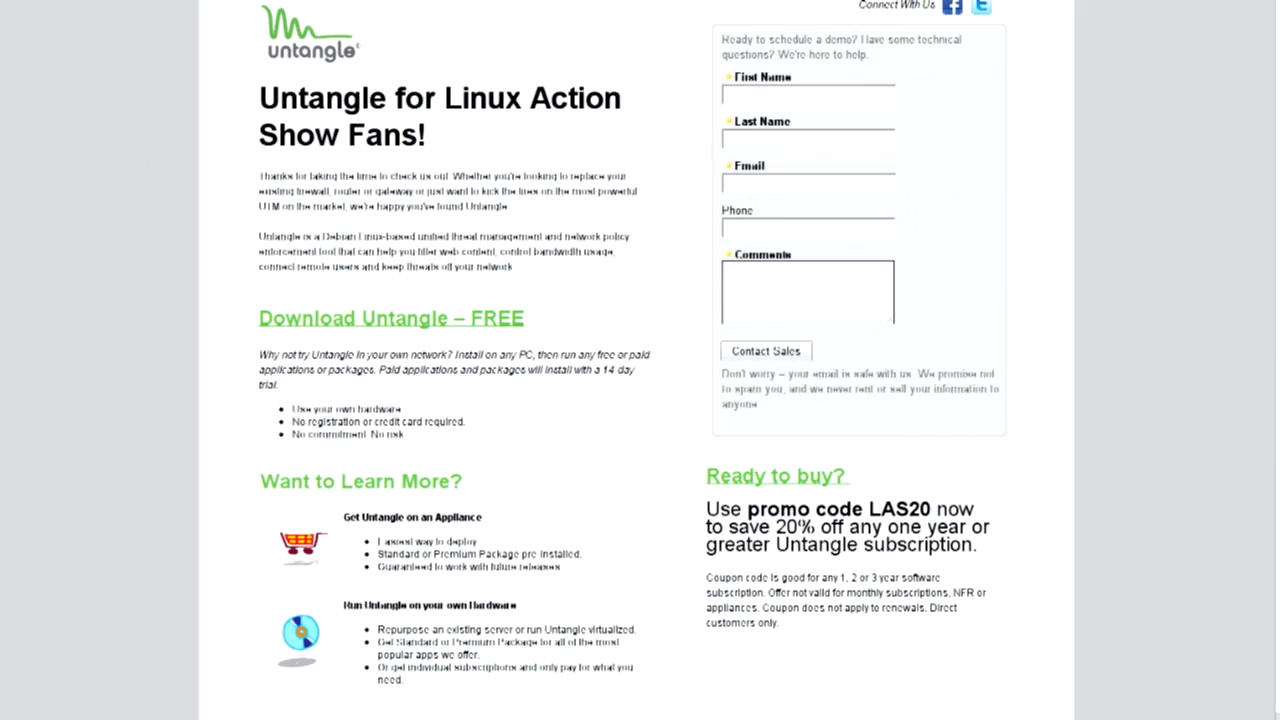 Connect With Us
untangle
Untangle for Linux Action
Show Fans!
Thanks for taking the time to check us out. Whether you're looking to replace your
existing firewall, router or gateway or just want to kick the tires on the most powerful
UTM on the market, we're happy you've found Untangle
Untangle is a Debian Linux-based unified threat management and network policy
enforcement tool that can help you filter web content, control bandwidth usage,
connect remote users and keep threats off your network
Download Untangle – FREE
Why not try Untangle in your own network? Install on any PC, then run any free or paid
applications or packages. Paid applications and packages will install with a 14 day
trial.
• Use your own hardware
• No registration or credit card required.
• No commitment. No risk
Want to Learn More?
Get Untangle on an Appliance
• Fastest way to deploy
• Standard or Premium Package pre installed.
• Guaranteed to work with future releases
Run Untangle on your own Hardware
• Repurpose an existing server or run Untangle virtualized.
• Get Standard or Premium Package for all of the most
popular apps we offer.
• Or get individual subscriptions and only pay for what you
need.
Ready to schedule a demo? Have some technical
questions? We're here to help.
* First Name
* Last Name
* Email
Phone
* Comments
Contact Sales
Don't worry – your email is safe with us. We promise not
to spam you, and we never rent or sell your information to
anyone
Ready to buy?
Use promo code LAS20 now
to save 20% off any one year or
greater Untangle subscription.
Coupon code is good for any 1, 2 or 3 year software
subscription. Offer not valid for monthly subscriptions, NFR or
appliances. Coupon does not apply to renewals. Direct
customers only.